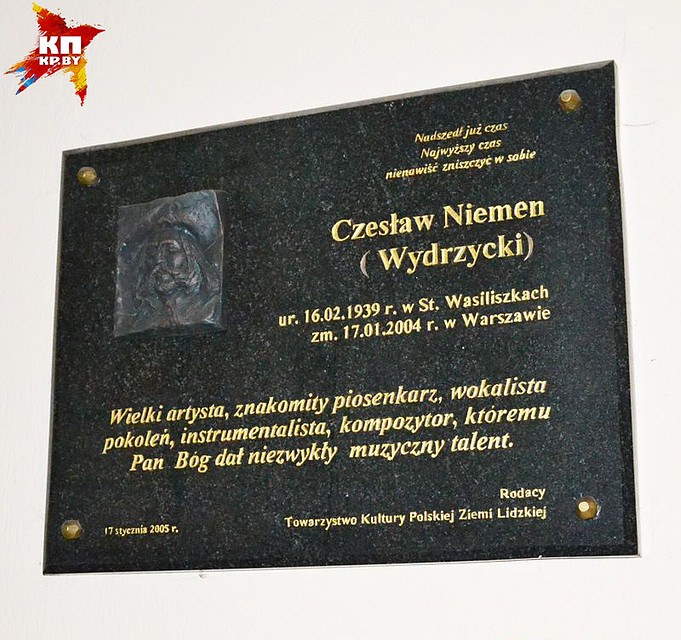 КП
KP.BY
Nadszedł już czas
Najwyższy czas
nienawiść zniszczyć w sobie
Czesław Niemen
( Wydrzycki)
ur. 16.02.1939 r. w St. Wasiliszkach
zm. 17.01.2004 r. w Warszawie
Wielki artysta, znakomity piosenkarz, wokalista
pokoleń, instrumentalista, kompozytor, któremu
Pan Bóg dał niezwykły muzyczny talent.
Rodacy
17 stycznia 2005 r.
Towarzystwo Kultury Polskiej Ziemi Lidzkiej